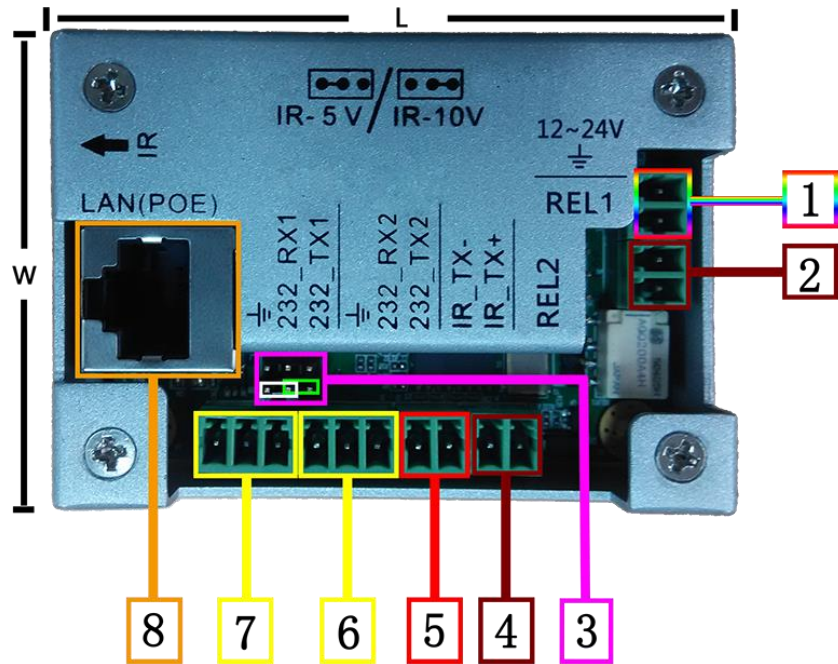 L
W
IR-5V/IR-10V
12~24V
IR
LAN(POE)
REL1
232_RX1
232_TX1
232_RX2
232_TX2
IR_TX-
IR_TX+
REL2
1
2
3
4
5
6
7
8